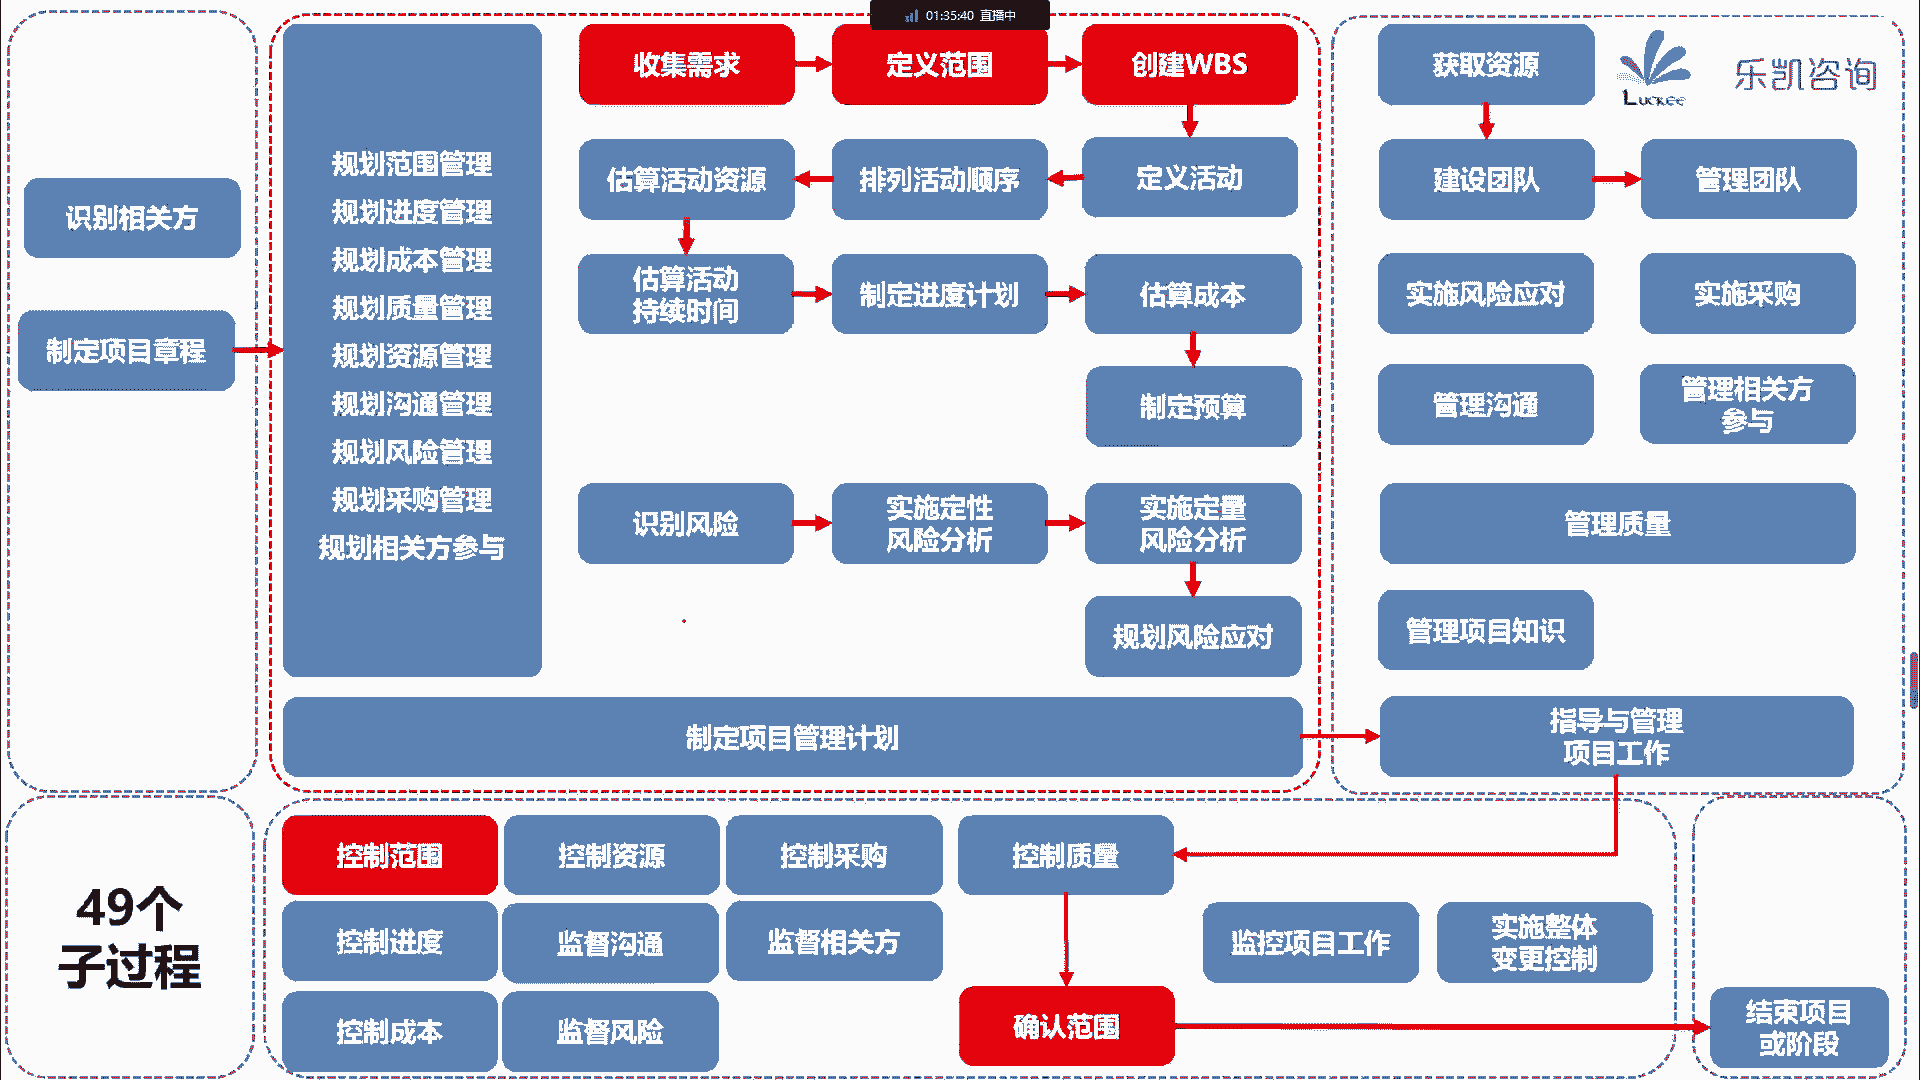 01:35:40 直播中
识别相关方
制定项目章程
规划范围管理
规划进度管理
规划成本管理
规划质量管理
规划资源管理
规划沟通管理
规划风险管理
规划采购管理
规划相关方参与
收集需求
定义范围
创建WBS
估算活动资源
排列活动顺序
定义活动
估算活动
持续时间
制定进度计划
估算成本
制定预算
识别风险
实施定性
风险分析
实施定量
风险分析
规划风险应对
制定项目管理计划
获取资源
Luckee
乐凯咨询
建设团队
管理团队
实施风险应对
实施采购
管理沟通
管理相关方
参与
管理质量
管理项目知识
指导与管理
项目工作
49个
子过程
控制范围
控制资源
控制采购
控制质量
控制进度
监督沟通
监督相关方
监控项目工作
实施整体
变更控制
控制成本
监督风险
确认范围
结束项目
或阶段